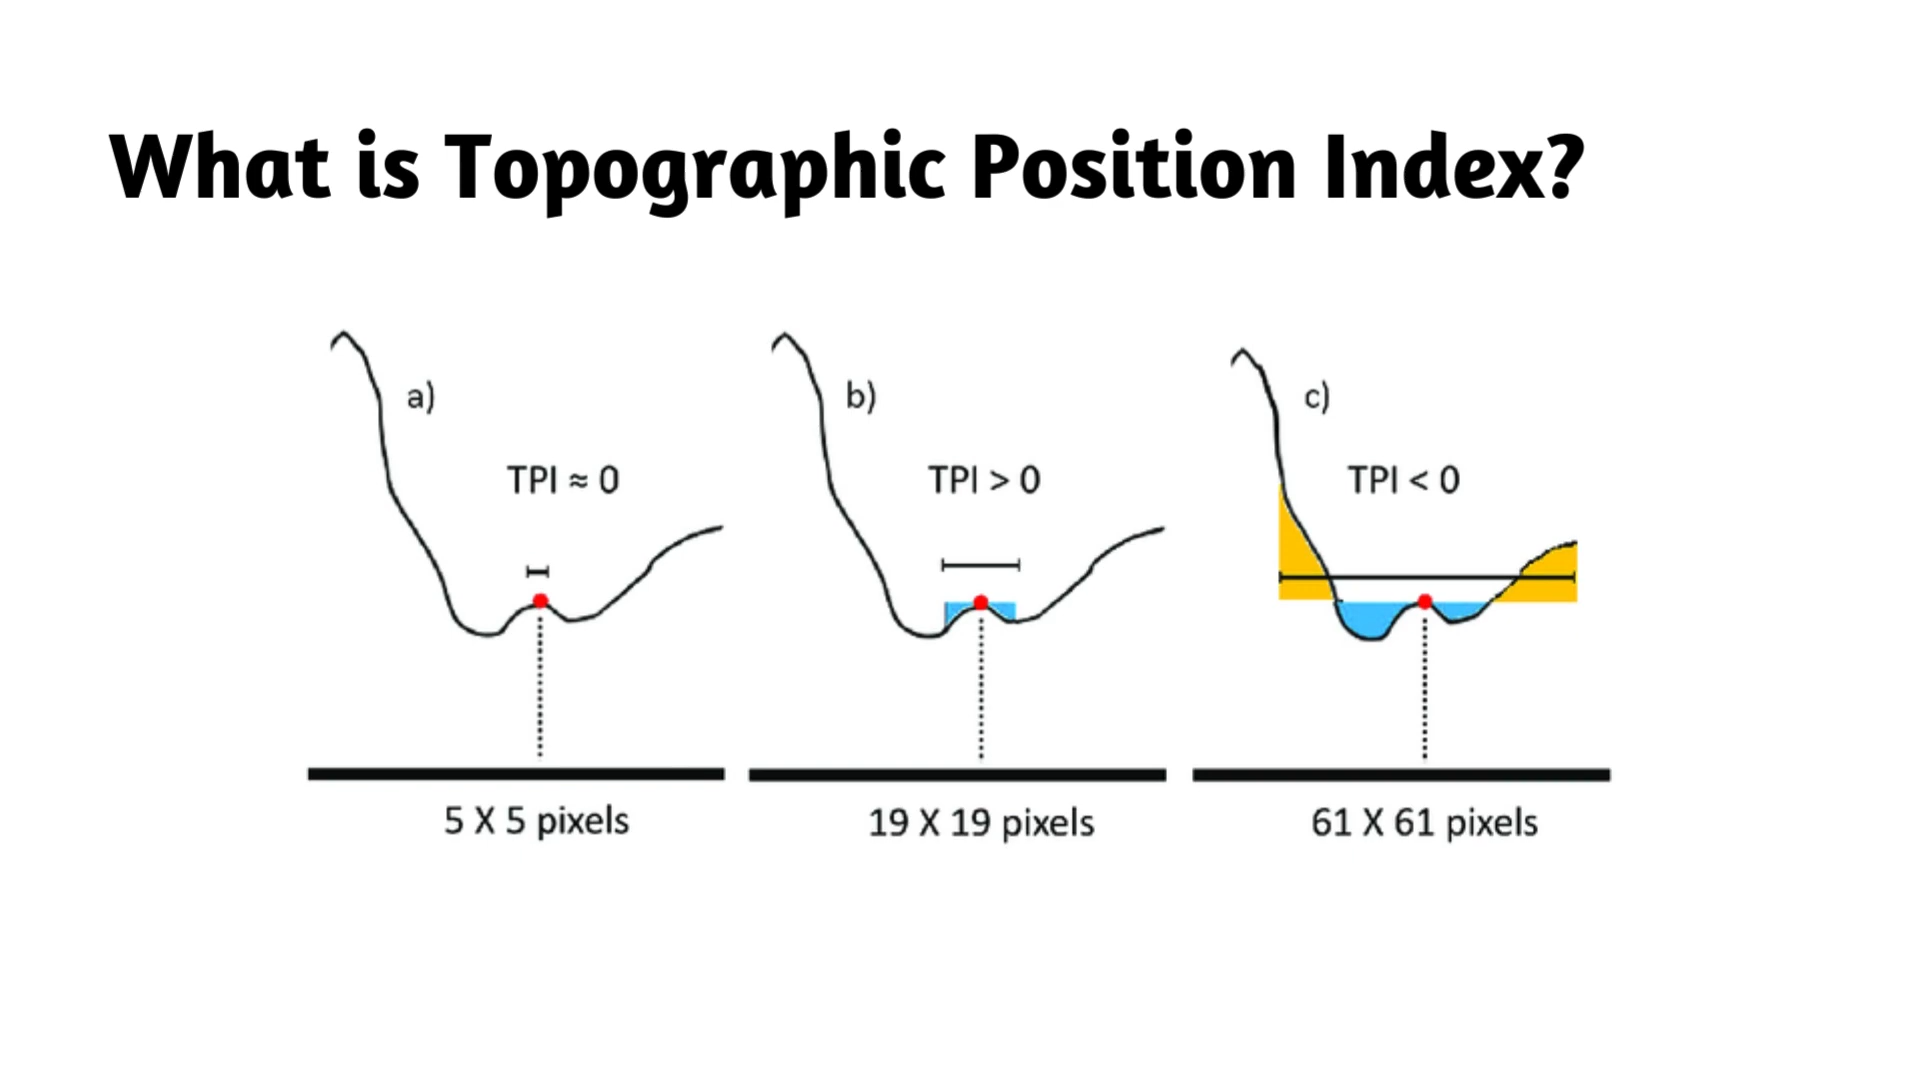 What is Topographic Position Index?
a)
TPI ≈ 0
5 X 5 pixels
b)
TPI > 0
19 X 19 pixels
c)
TPI < 0
61 X 61 pixels